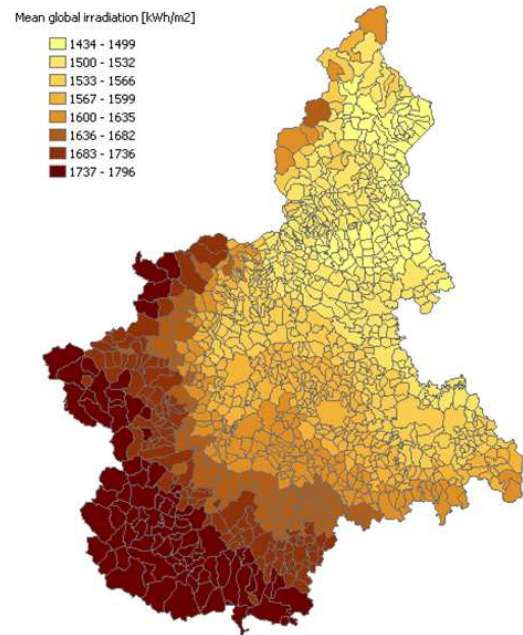 Mean global irradiation [kWh/m2]
1434 - 1499
1500 - 1532
1533 - 1566
1567 - 1599
1600 - 1635
1636 - 1682
1683 - 1736
1737 - 1796